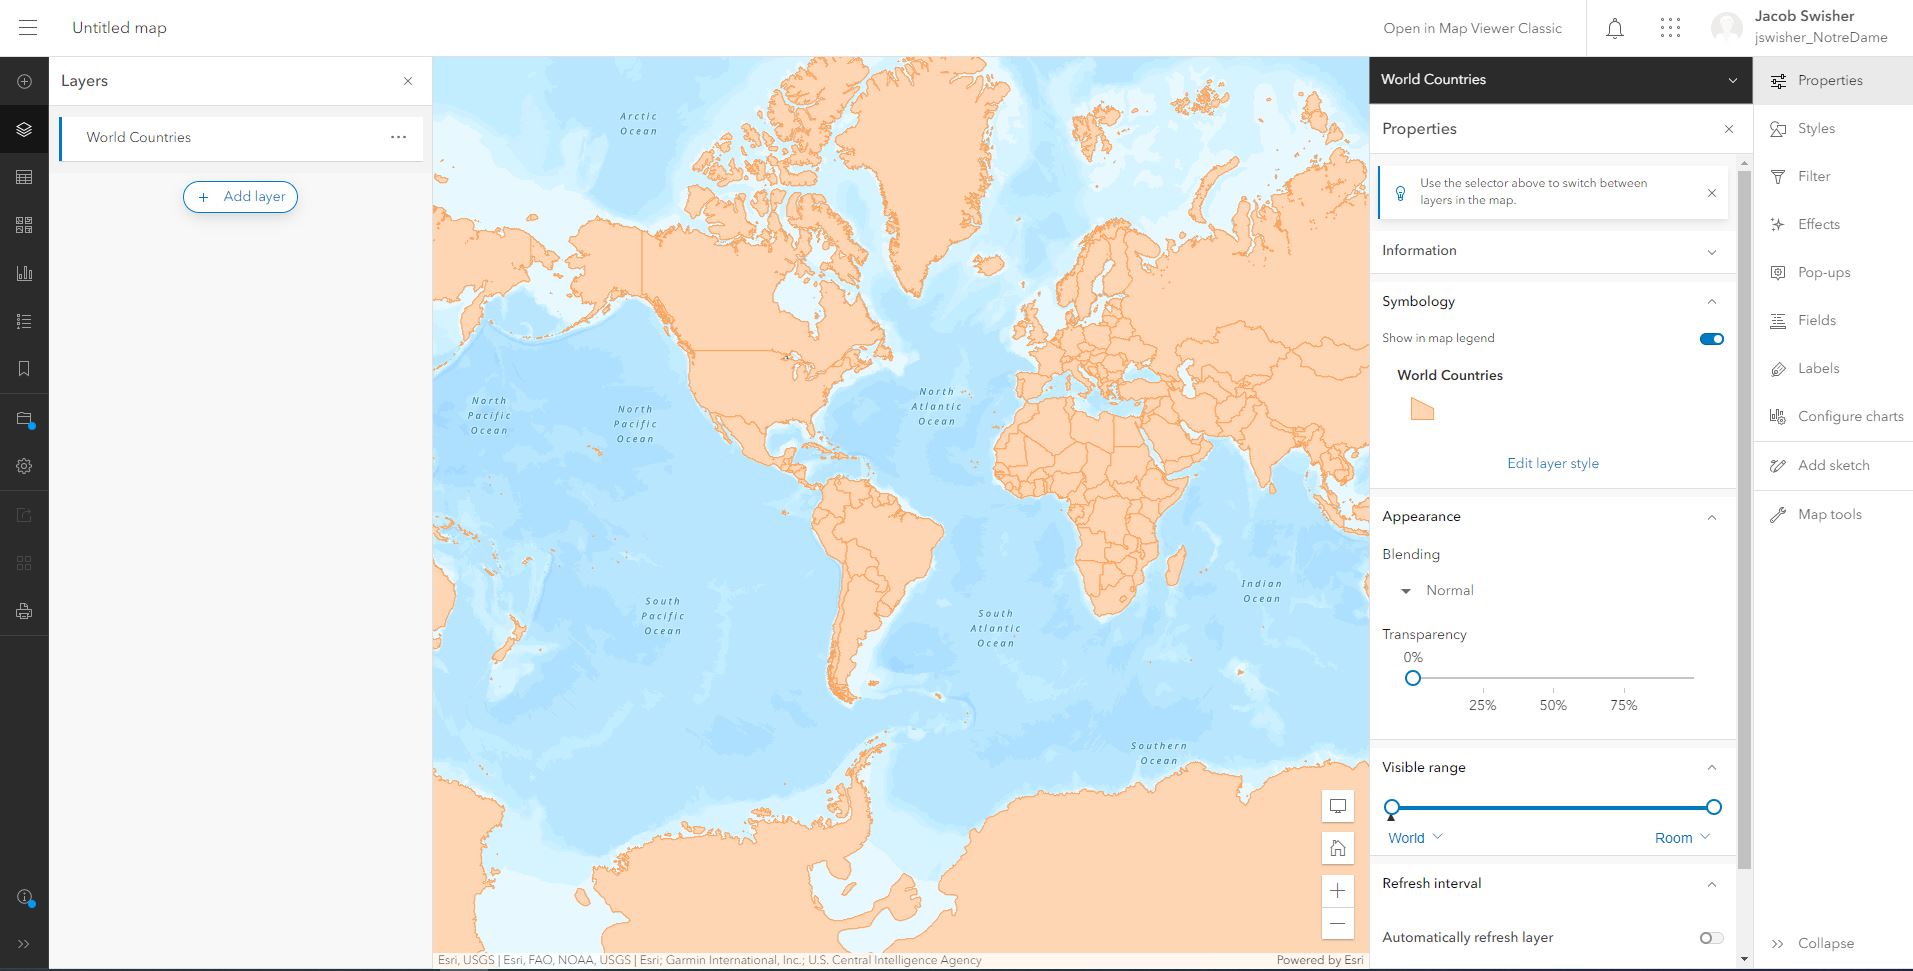 Untitled map
Open in Map Viewer Classic
Jacob Swisher
jswisher_NotreDame
Layers
World Countries
Add layer
Arctic
Ocean
North
Pacific
Ocean
North
Pacific
Ocean
North
Atlantic
Ocean
South
Pacific
Ocean
South
Atlantic
Ocean
Indian
Ocean
Southern
Ocean
Esri, USGS | Esri, FAO, NOAA, USGS | Esri; Garmin International, Inc.; U.S. Central Intelligence Agency
Powered by Esri
World Countries
Properties
Use the selector above to switch between
layers in the map.
Information
Symbology
Show in map legend
World Countries
Edit layer style
Appearance
Blending
Normal
Transparency
0%
25% 50% 75%
Visible range
World Room
Refresh interval
Automatically refresh layer
Properties
Styles
Filter
Effects
Pop-ups
Fields
Labels
Configure charts
Add sketch
Map tools
Collapse